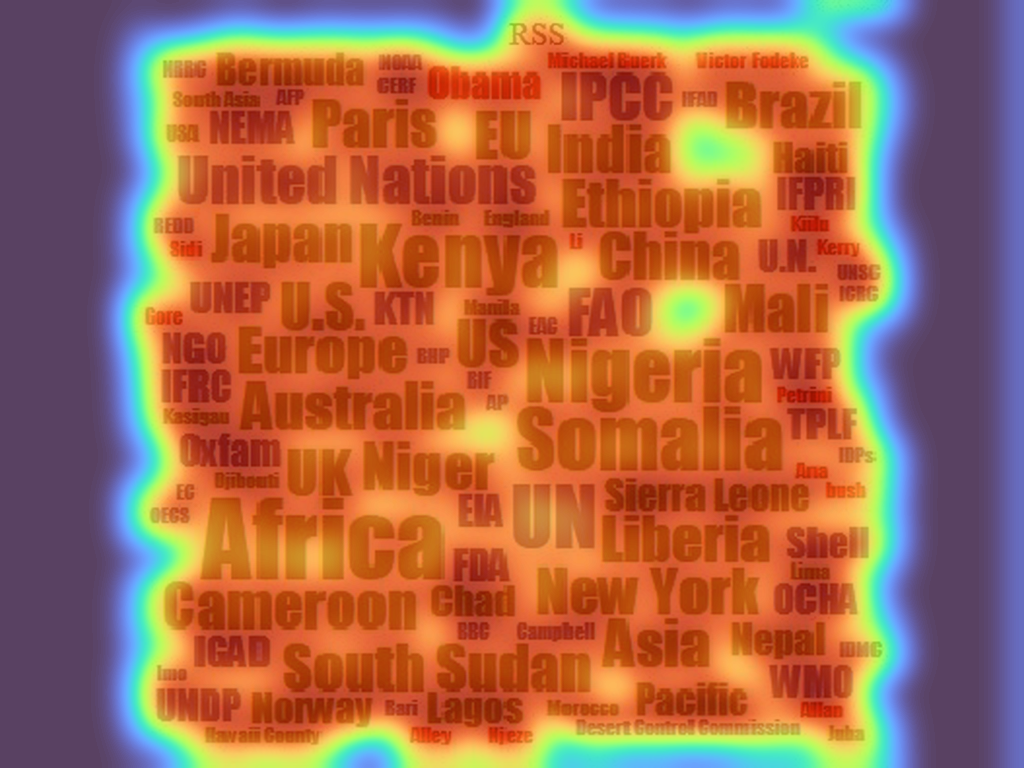 RSS
NRRC Bermuda NOAA Michael Buerk Victor Fodeke
CERF Obama IPCC IFAD Brazil
South Asia AFP
USA NEMA Paris EU India Haiti
United Nations Ethiopia IFPRI
REDD Benin England Kiilu
Sidi Japan Kenya Li China U.N. Kerry
UNSC
UNEP U.S. KTN Manila FAO Mali ICRC
Gore EAC
NGO Europe BHP US Nigeria WFP
IFRC BIF Petrini
Kasigau Australia AP Somalia TPLF
Oxfam UK Niger IDPs
Djibouti Ana
EC EIA UN Sierra Leone bush
OECS Africa Liberia Shell
FDA Lima
Cameroon Chad New York OCHA
BBC Campbell Asia Nepal IDMC
IGAD South Sudan
Imo WMO
UNDP Norway Bari Lagos Morocco Pacific Allan
Hawaii County Alley Njeze Desert Control Commission Juba